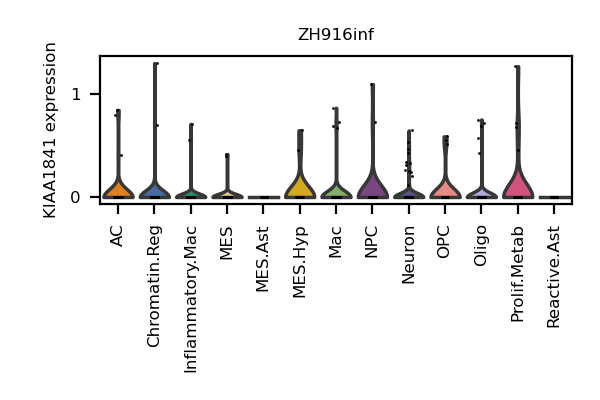 ZH916inf
KIAA1841 expression
1
0
AC
Chromatin.Reg
Inflammatory.Mac
MES
MES.Ast
MES.Hyp
Mac
NPC
Neuron
OPC
Oligo
Prolif.Metab
Reactive.Ast